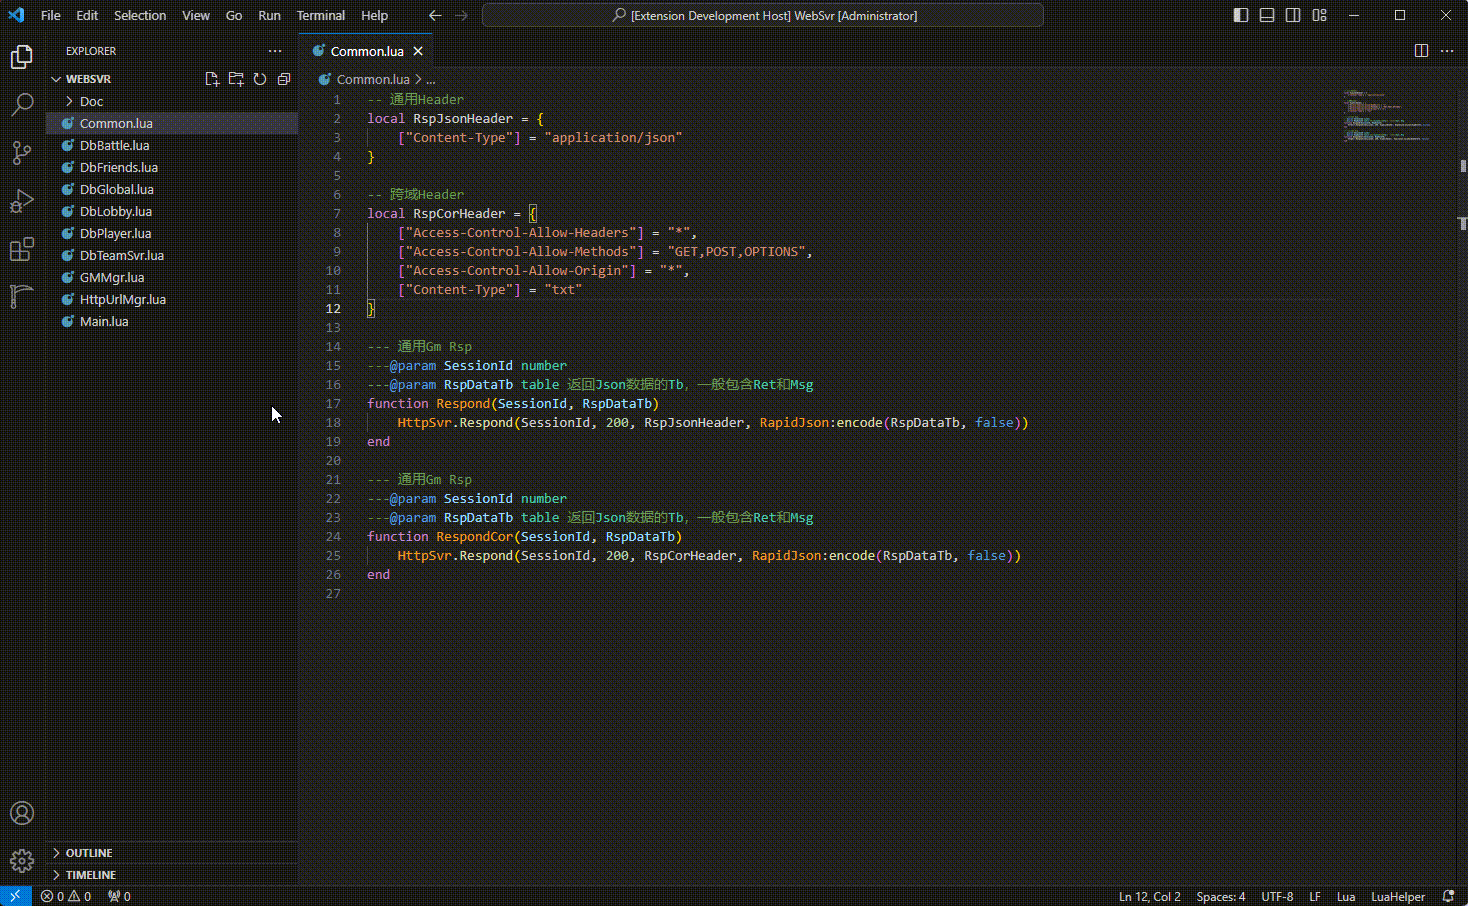 File Edit Selection View Go Run Terminal Help
[Extension Development Host] WebSvr [Administrator]
EXPLORER
WEBSVR
Doc
Common.lua
DbBattle.lua
DbFriends.lua
DbGlobal.lua
DbLobby.lua
DbPlayer.lua
DbTeamSvr.lua
GMMgr.lua
HttpUrlMgr.lua
Main.lua
OUTLINE
TIMELINE
Common.lua
Common.lua > ...
1 -- 通用Header
2 local RspJsonHeader = {
3 ["Content-Type"] = "application/json"
4 }
5
6 -- 跨域Header
7 local RspCorHeader = {
8 ["Access-Control-Allow-Headers"] = "*",
9 ["Access-Control-Allow-Methods"] = "GET,POST,OPTIONS",
10 ["Access-Control-Allow-Origin"] = "*",
11 ["Content-Type"] = "txt"
12 }
13
14 --- 通用Gm Rsp
15 ---@param SessionId number
16 ---@param RspDataTb table 返回Json数据的Tb，一般包含Ret和Msg
17 function Respond(SessionId, RspDataTb)
18 HttpSvr.Respond(SessionId, 200, RspJsonHeader, RapidJson:encode(RspDataTb, false))
19 end
20
21 --- 通用Gm Rsp
22 ---@param SessionId number
23 ---@param RspDataTb table 返回Json数据的Tb，一般包含Ret和Msg
24 function RespondCor(SessionId, RspDataTb)
25 HttpSvr.Respond(SessionId, 200, RspCorHeader, RapidJson:encode(RspDataTb, false))
26 end
27
0 0 0
Ln 12, Col 2 Spaces: 4 UTF-8 LF Lua LuaHelper